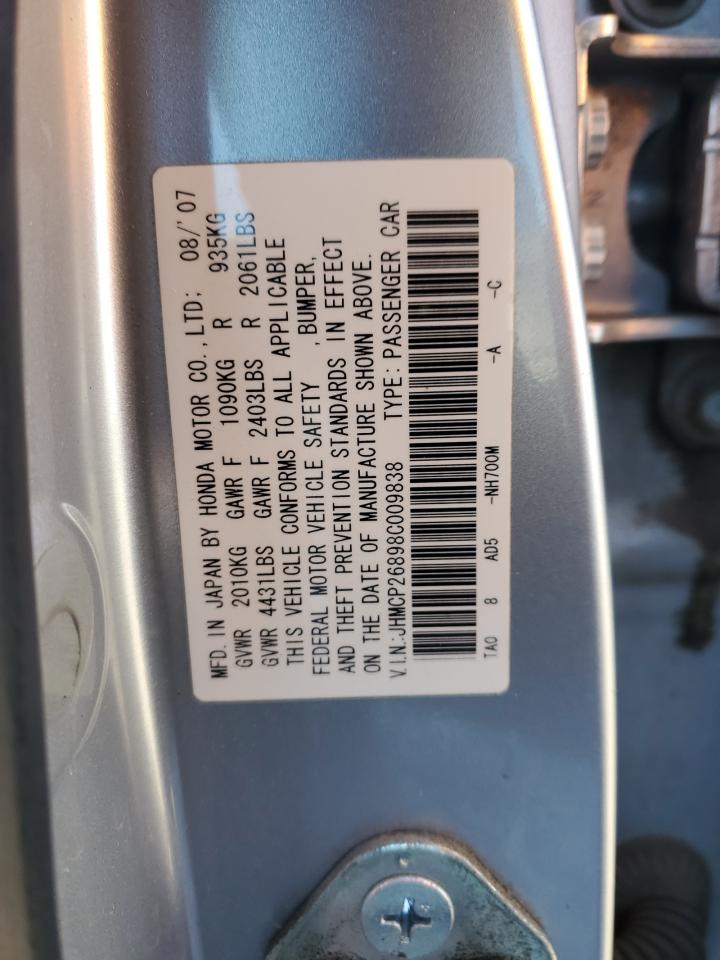 MFD. IN JAPAN BY HONDA MOTOR CO., LTD; 08/'07
GVWR 2010KG GAWR F 1090KG R 935KG
GVWR 4431LBS GAWR F 2403LBS R 2061LBS
THIS VEHICLE CONFORMS TO ALL APPLICABLE
FEDERAL MOTOR VEHICLE SAFETY ,BUMPER,
AND THEFT PREVENTION STANDARDS IN EFFECT
ON THE DATE OF MANUFACTURE SHOWN ABOVE.
V.I.N.:JHMCP26898C009838 TYPE: PASSENGER CAR
TA0 8 AD5 -NH700M -A -C